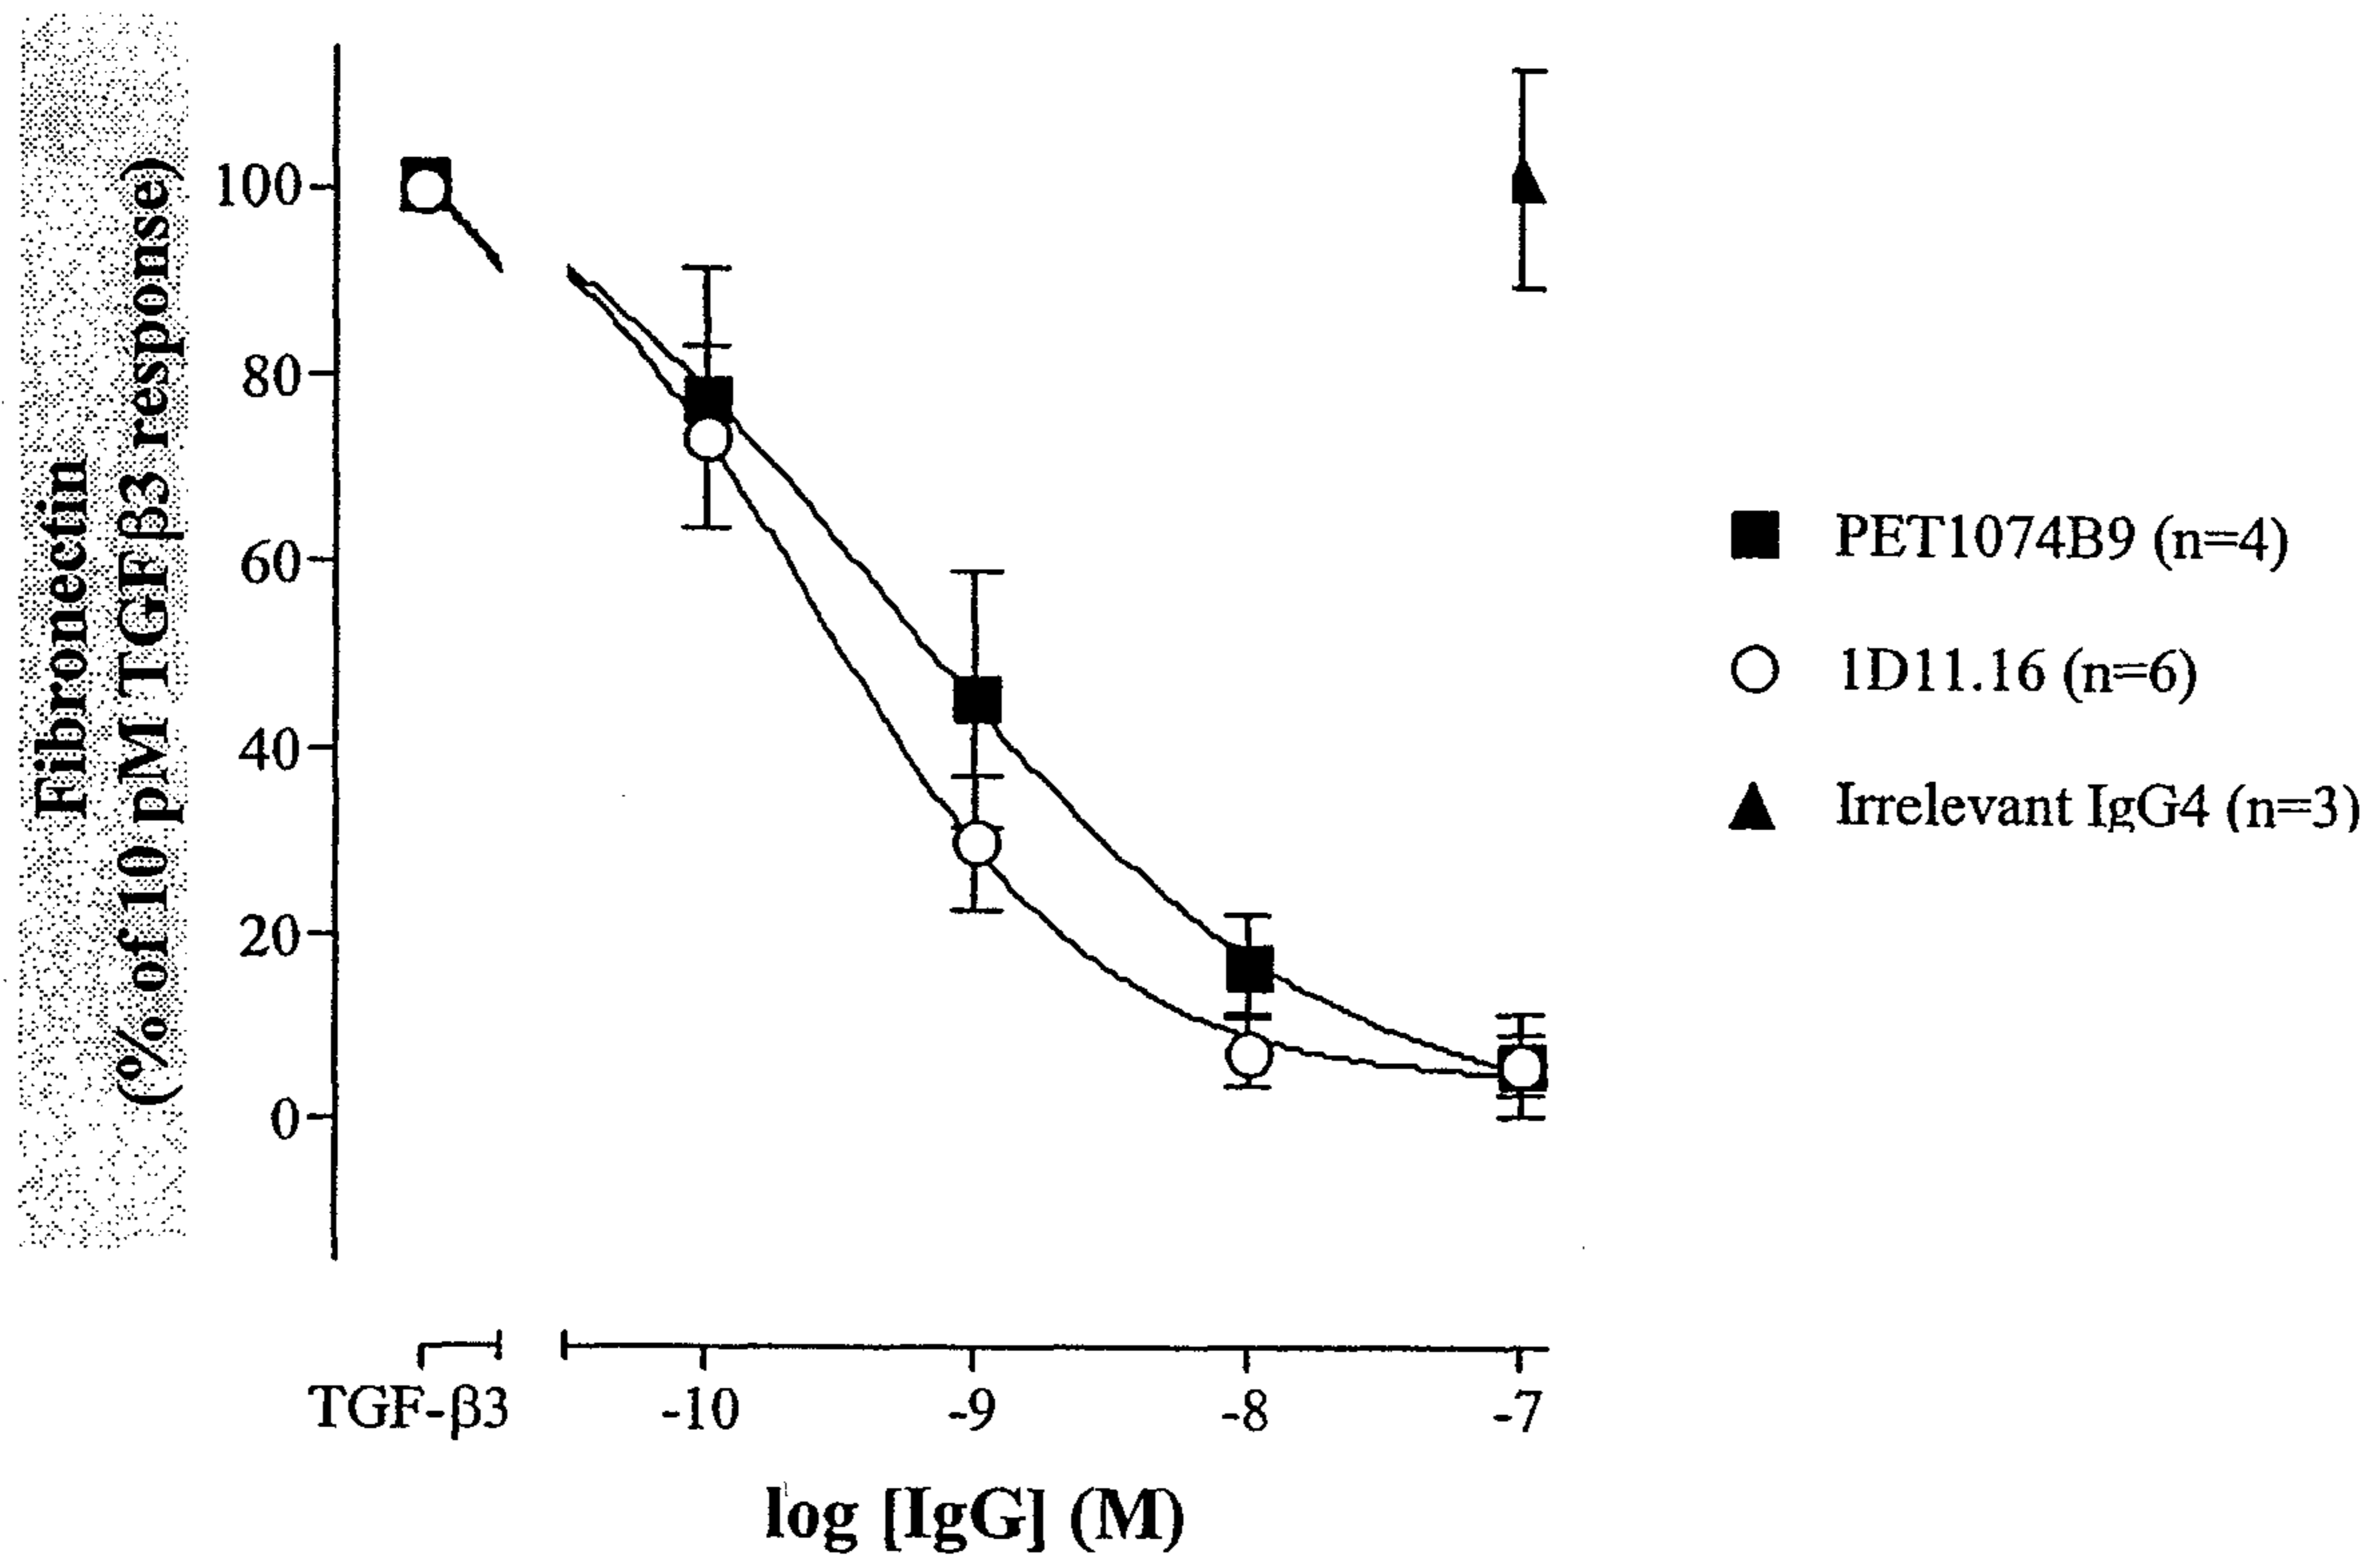 Fibronectin
(% of 10 pM TGFβ3 response)
100
80
60
40
20
0
PET1074B9 (n=4)
1D11.16 (n=6)
Irrelevant IgG4 (n=3)
TGF-β3
-10
-9
-8
-7
log [IgG] (M)